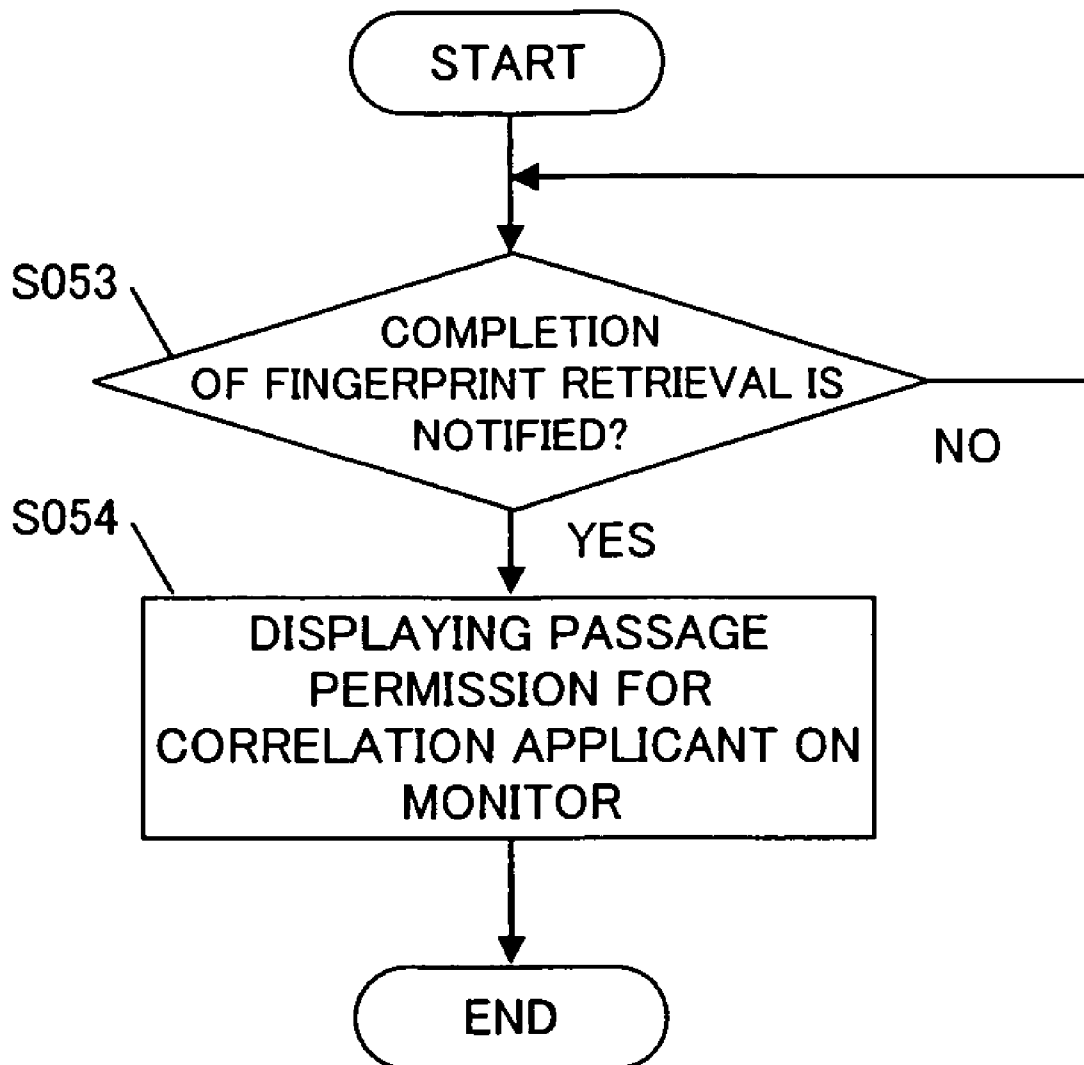 START
S053
COMPLETION
OF FINGERPRINT RETRIEVAL IS
NOTIFIED?
NO
S054
YES
DISPLAYING PASSAGE
PERMISSION FOR
CORRELATION APPLICANT ON
MONITOR
END